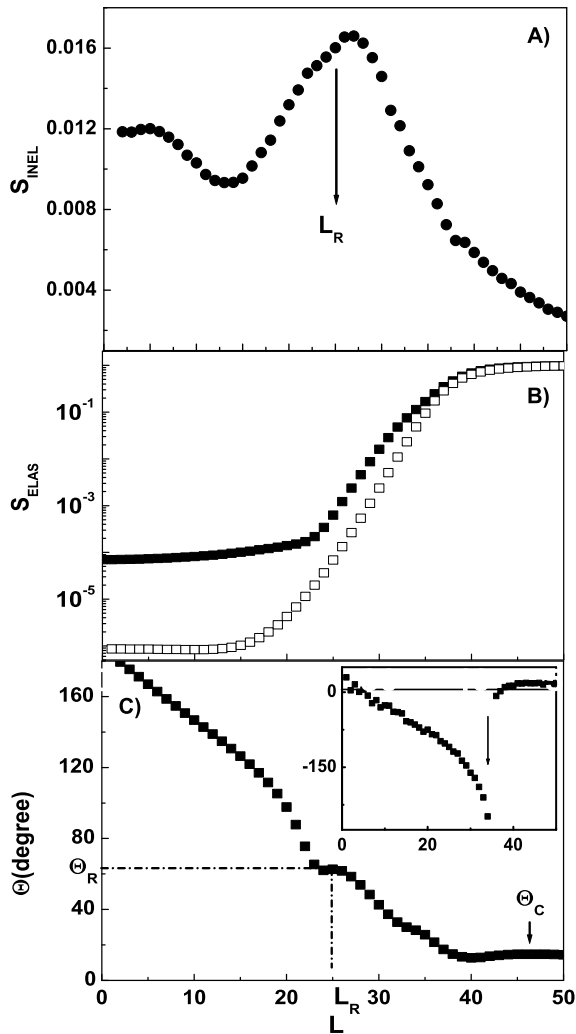 A)
0.016
0.012
0.008
0.004
S_INEL
L_R
B)
10^-1
10^-3
10^-5
S_ELAS
C)
160
120
80
Θ_R
40
0
Θ(degree)
0
-150
0 20 40
Θ_C
0 10 20 L_R 30 40 50
L